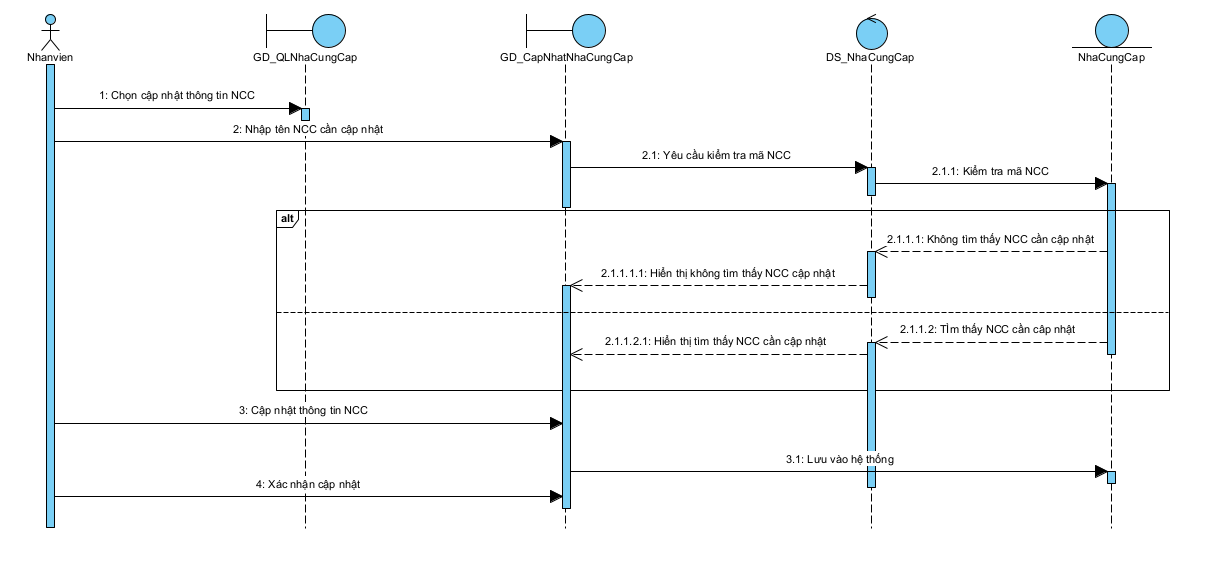 Nhanvien
GD_QLNhaCungCap
GD_CapNhatNhaCungCap
DS_NhaCungCap
NhaCungCap
1: Chọn cập nhật thông tin NCC
2: Nhập tên NCC cần cập nhật
2.1: Yêu cầu kiểm tra mã NCC
2.1.1: Kiểm tra mã NCC
alt
2.1.1.1: Không tìm thấy NCC cần cập nhật
2.1.1.1.1: Hiển thị không tìm thấy NCC cập nhật
2.1.1.2: TÌm thấy NCC cần câp nhật
2.1.1.2.1: Hiển thị tìm thấy NCC cần cập nhật
3: Cập nhật thông tin NCC
3.1: Lưu vào hệ thống
4: Xác nhận cập nhật